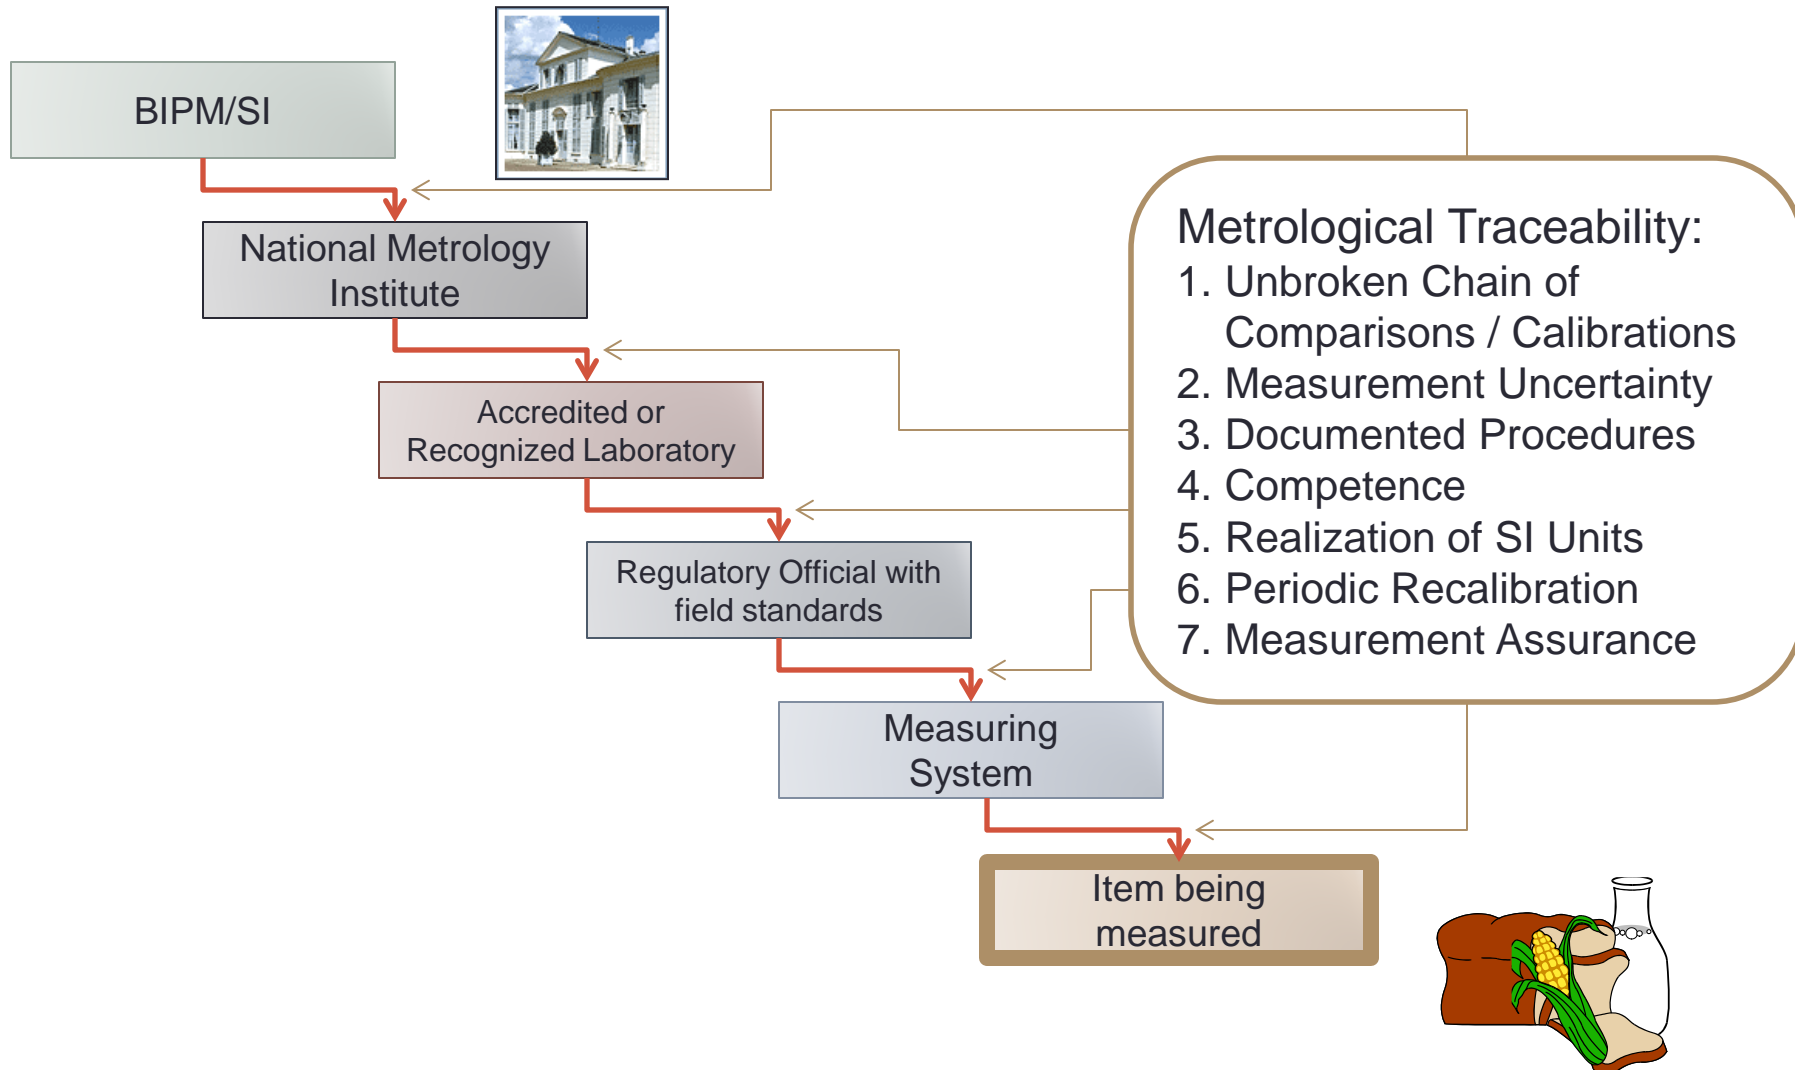 BIPM/SI
National Metrology
Institute
Accredited or
Recognized Laboratory
Regulatory Official with
field standards
Measuring
System
Item being
measured
Metrological Traceability:
1. Unbroken Chain of
Comparisons / Calibrations
2. Measurement Uncertainty
3. Documented Procedures
4. Competence
5. Realization of SI Units
6. Periodic Recalibration
7. Measurement Assurance